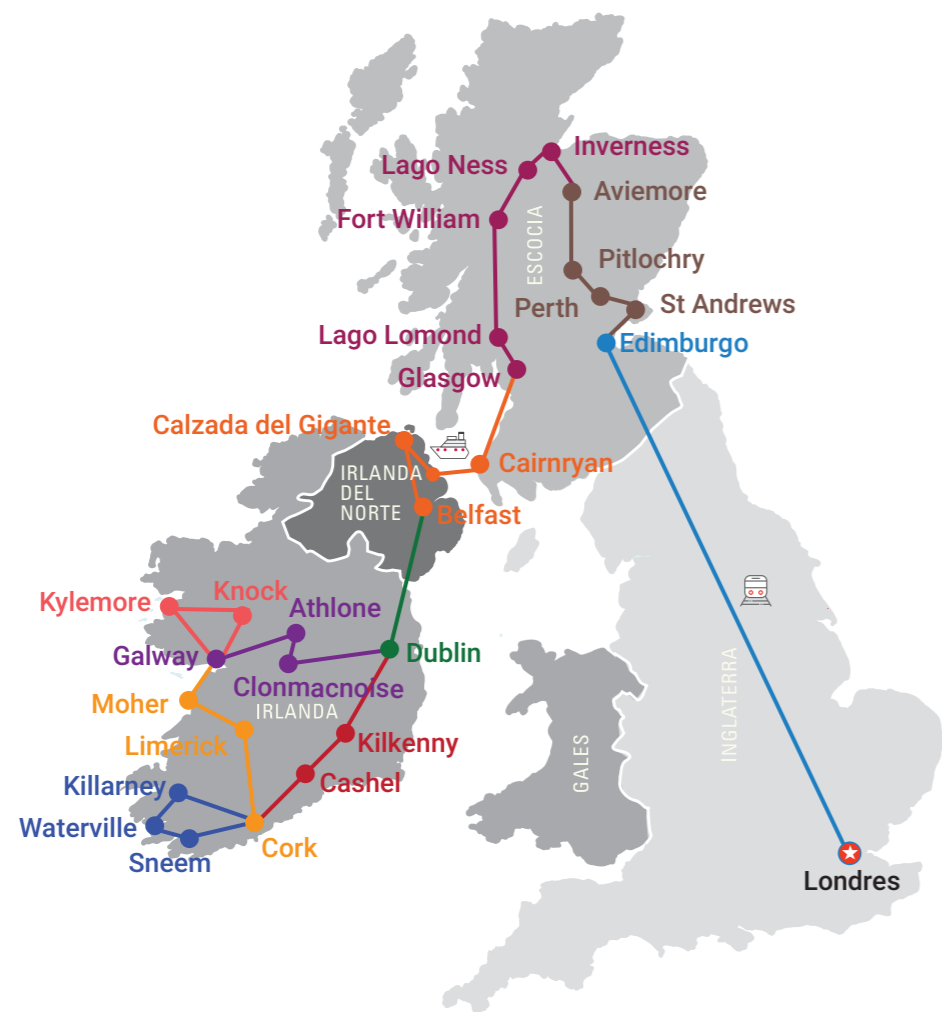 Inverness
Lago Ness
Aviemore
Fort William
ESCOCIA
Pitlochry
Perth
St Andrews
Lago Lomond
Edimburgo
Glasgow
Calzada del Gigante
Cairnryan
IRLANDA
DEL
NORTE
Belfast
Kylemore
Knock
Athlone
Galway
Dublin
Clonmacnoise
IRLANDA
Moher
Limerick
Kilkenny
Cashel
Killarney
Waterville
Sneem
Cork
GALES
INGLATERRA
Londres